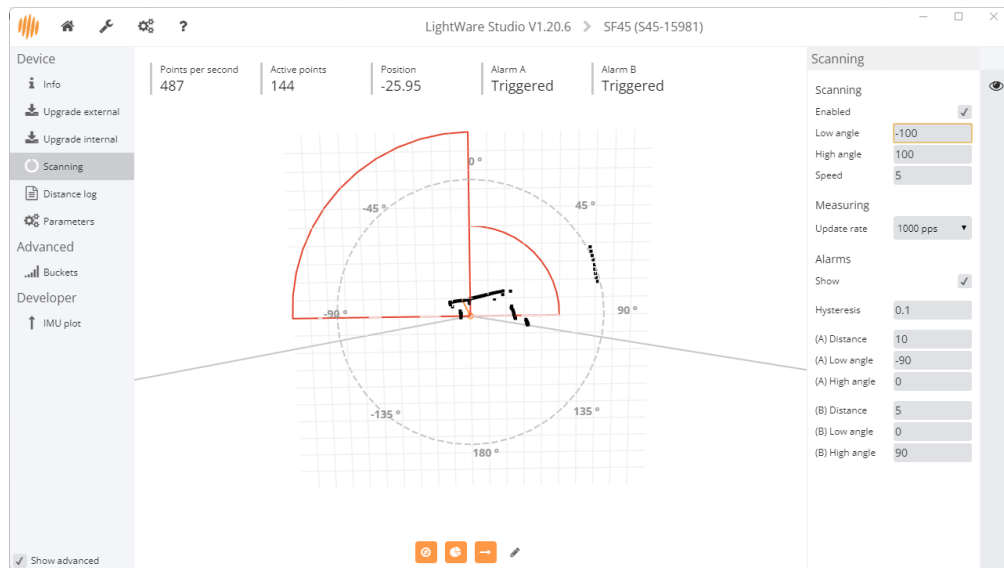 LightWare Studio V1.20.6 > SF45 (S45-15981)
Device
Info
Upgrade external
Upgrade internal
Scanning
Distance log
Parameters
Advanced
Buckets
Developer
IMU plot
Show advanced
Points per second
487
Active points
144
Position
-25.95
Alarm A
Triggered
Alarm B
Triggered
0 °
-45 °
45 °
-90 °
90 °
-135 °
135 °
180 °
Scanning
Scanning
Enabled
Low angle -100
High angle 100
Speed 5
Measuring
Update rate 1000 pps
Alarms
Show
Hysteresis 0.1
(A) Distance 10
(A) Low angle -90
(A) High angle 0
(B) Distance 5
(B) Low angle 0
(B) High angle 90